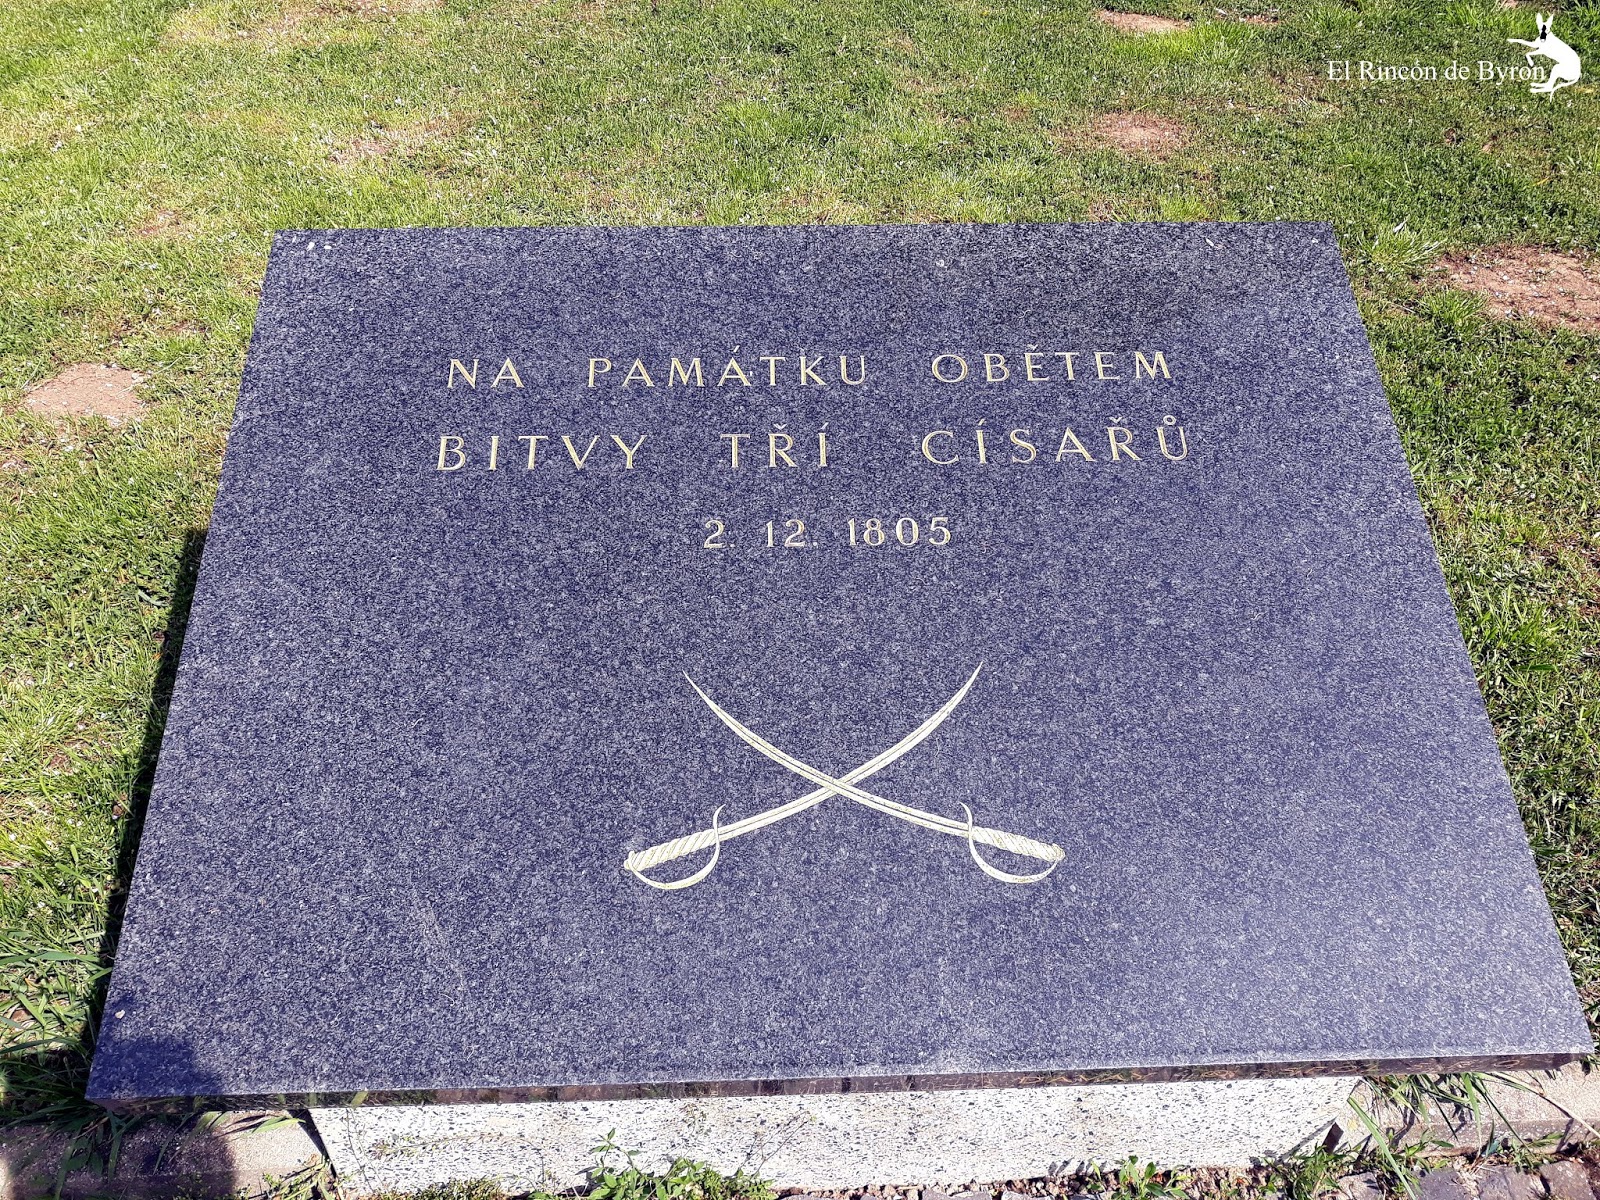 El Rincón de Byron
NA PAMÁTKU OBĚTEM
BITVY TŘÍ CÍSAŘŮ
2. 12. 1805